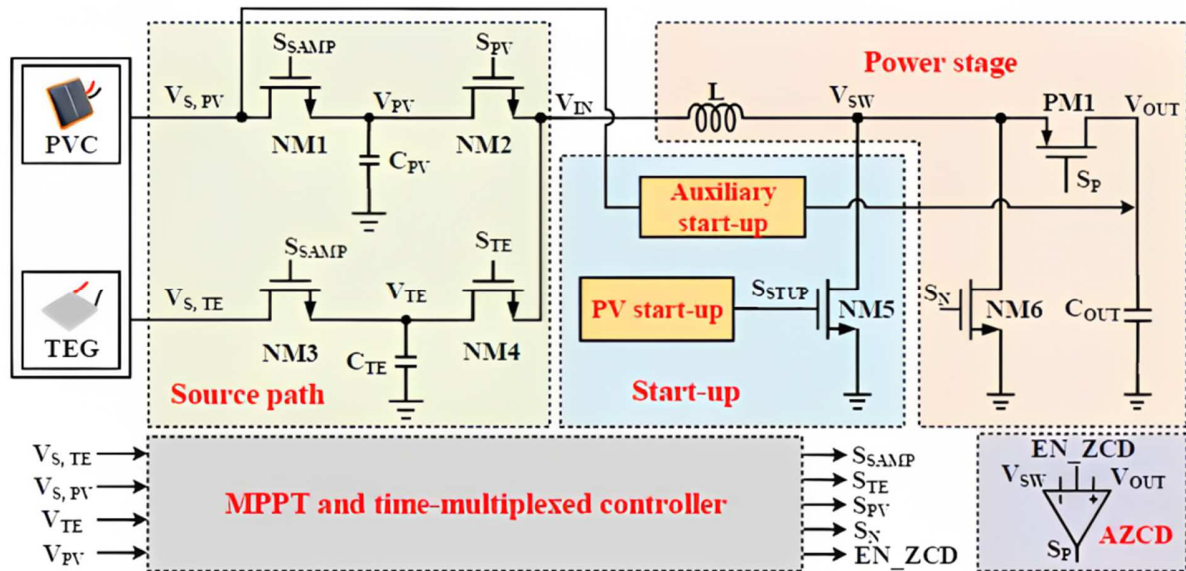 S_SAMP
S_PV
Power stage
V_S, PV
V_PV
V_IN
L
V_SW
PM1
V_OUT
PVC
NM1
NM2
C_PV
S_P
Auxiliary
start-up
S_SAMP
S_TE
V_S, TE
V_TE
PV start-up
S_STUP
NM5
S_N
NM6
C_OUT
TEG
NM3
NM4
C_TE
Source path
Start-up
V_S, TE
V_S, PV
V_TE
V_PV
MPPT and time-multiplexed controller
S_SAMP
S_TE
S_PV
S_N
EN_ZCD
EN_ZCD
V_SW
V_OUT
- +
AZCD
S_P